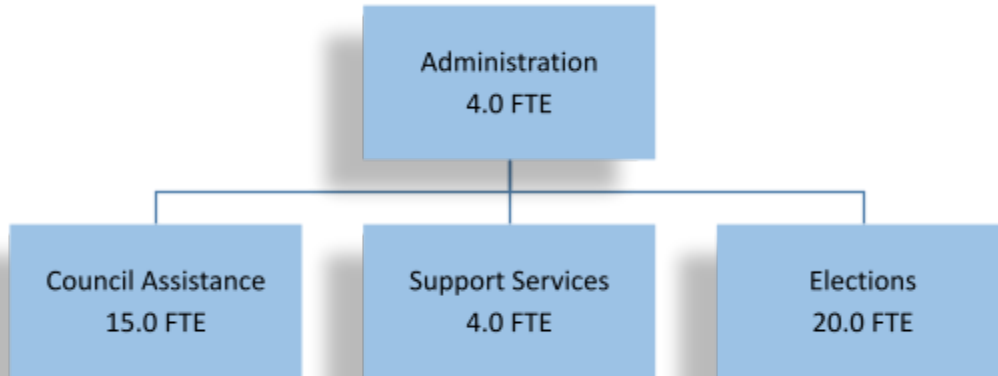 Administration
4.0 FTE
Council Assistance
15.0 FTE
Support Services
4.0 FTE
Elections
20.0 FTE